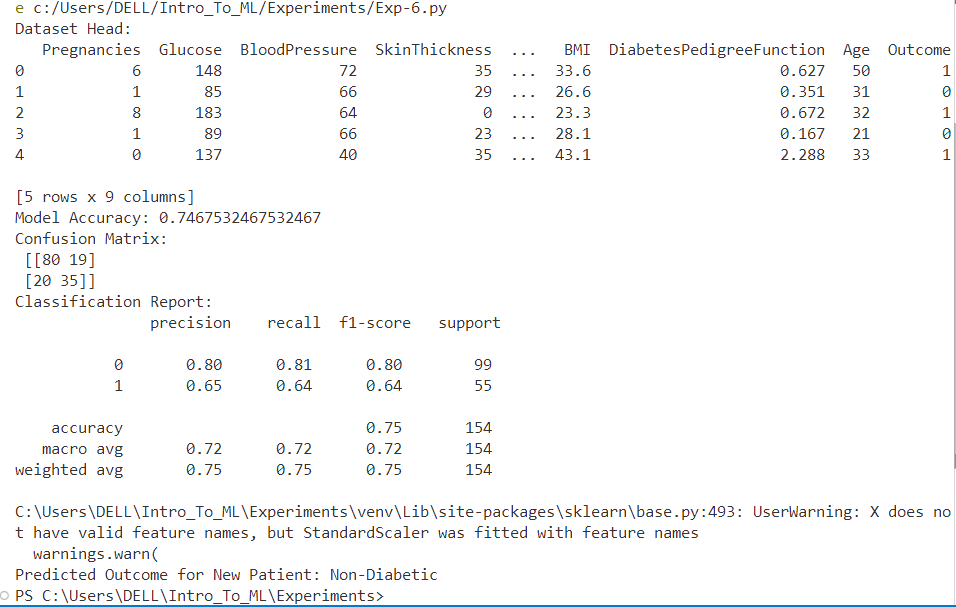 e c:/Users/DELL/Intro_To_ML/Experiments/Exp-6.py
Dataset Head:
   Pregnancies  Glucose  BloodPressure  SkinThickness  ...   BMI  DiabetesPedigreeFunction  Age  Outcome
0            6      148             72             35  ...  33.6                     0.627   50        1
1            1       85             66             29  ...  26.6                     0.351   31        0
2            8      183             64              0  ...  23.3                     0.672   32        1
3            1       89             66             23  ...  28.1                     0.167   21        0
4            0      137             40             35  ...  43.1                     2.288   33        1
[5 rows x 9 columns]
Model Accuracy: 0.7467532467532467
Confusion Matrix:
 [[80 19]
 [20 35]]
Classification Report:
               precision    recall  f1-score   support
           0       0.80      0.81      0.80        99
           1       0.65      0.64      0.64        55
    accuracy                           0.75       154
   macro avg       0.72      0.72      0.72       154
weighted avg       0.75      0.75      0.75       154
C:\Users\DELL\Intro_To_ML\Experiments\venv\Lib\site-packages\sklearn\base.py:493: UserWarning: X does no
t have valid feature names, but StandardScaler was fitted with feature names
  warnings.warn(
Predicted Outcome for New Patient: Non-Diabetic
PS C:\Users\DELL\Intro_To_ML\Experiments>